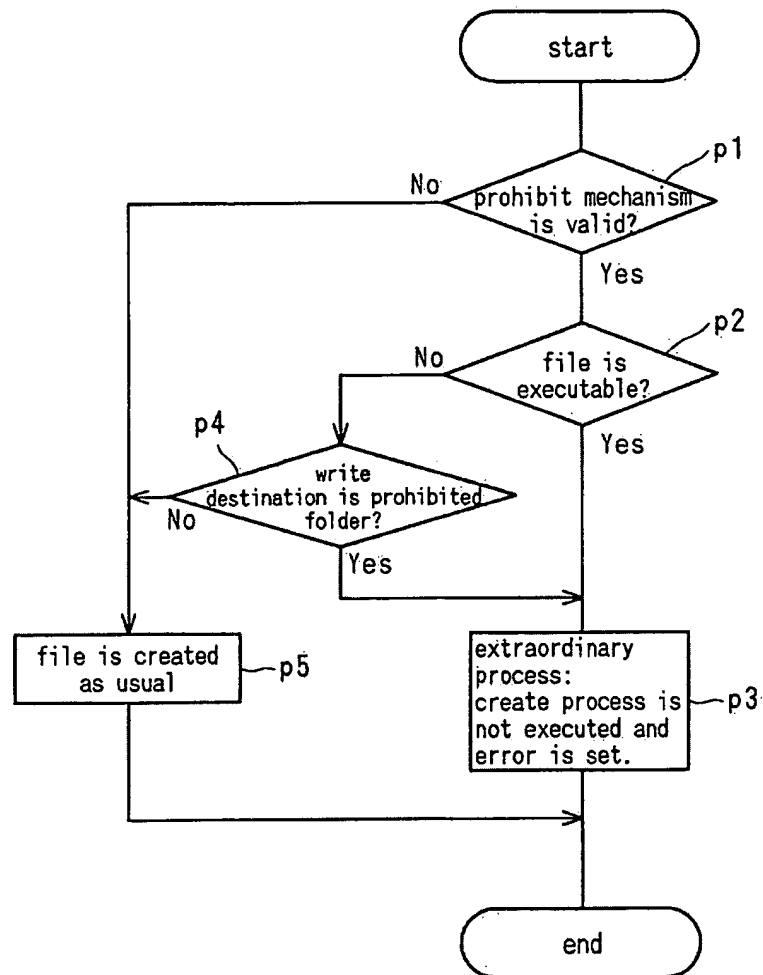 start
p1
No
prohibit mechanism
is valid?
Yes
p2
No
file is
executable?
Yes
p4
write
destination is prohibited
folder?
No
Yes
file is created
as usual
p5
extraordinary
process:
create process is
not executed and
error is set.
p3
end